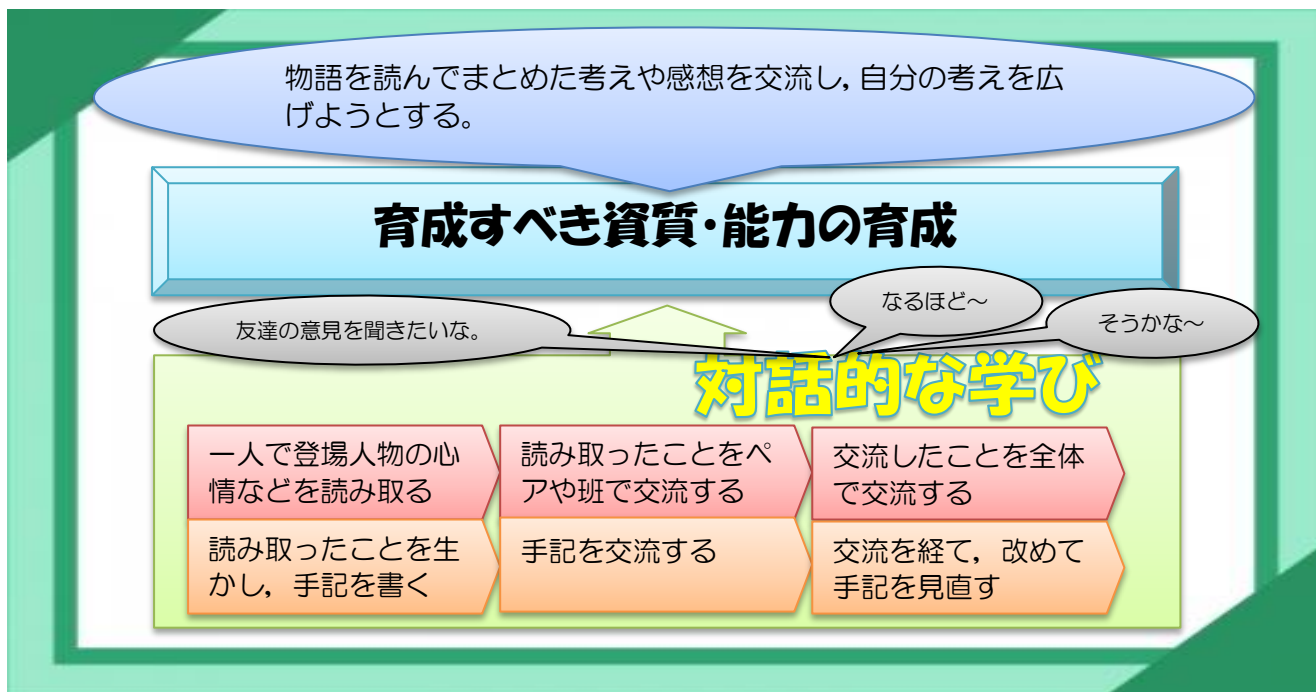 物語を読んでまとめた考えや感想を交流し,自分の考えを広
げようとする。
育成すべき資質・能力の育成
なるほど～
友達の意見を聞きたいな。
そうかな～
対話的な学び
一人で登場人物の心
情などを読み取る
読み取ったことをペ
アや班で交流する
交流したことを全体
で交流する
読み取ったことを生
かし，手記を書く
手記を交流する
交流を経て，改めて
手記を見直す